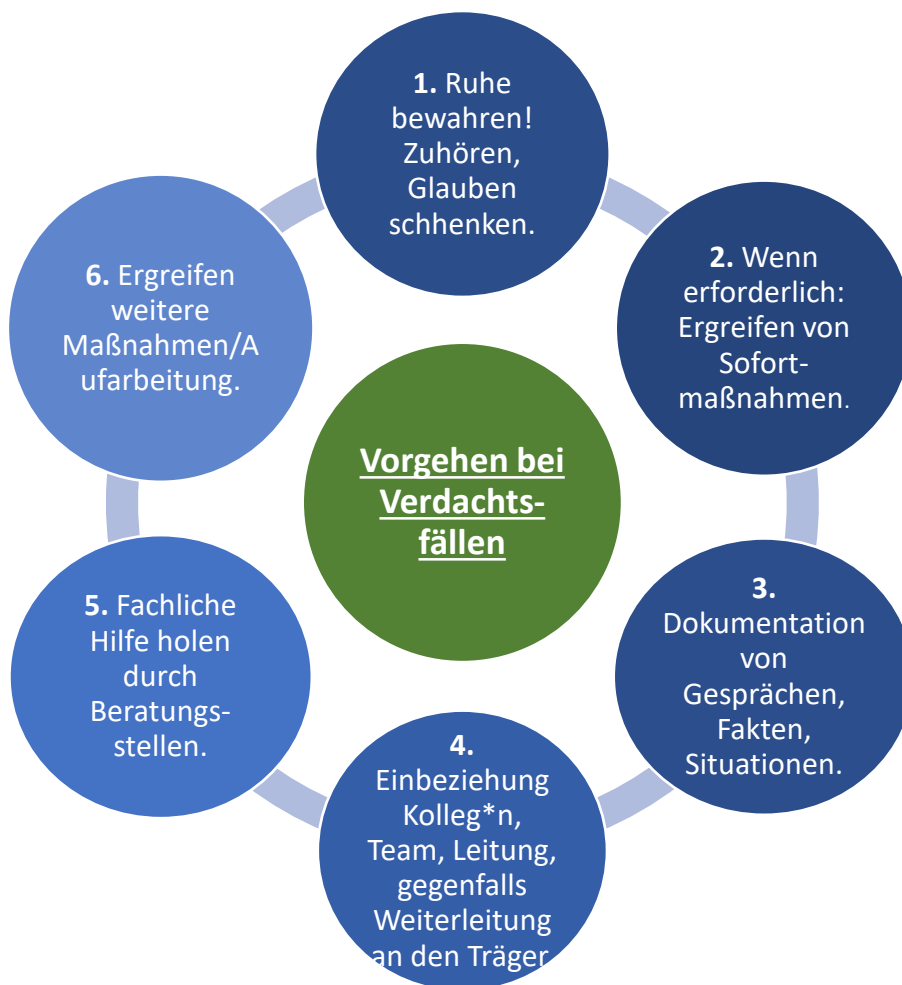 1. Ruhe
bewahren!
Zuhören,
Glauben
schhenken.
2. Wenn
erforderlich:
Ergreifen von
Sofort-
maßnahmen.
3.
Dokumentation
von
Gesprächen,
Fakten,
Situationen.
4.
Einbeziehung
Kolleg*n,
Team, Leitung,
gegenfalls
Weiterleitung
an den Träger
5. Fachliche
Hilfe holen
durch
Beratungs-
stellen.
6. Ergreifen
weitere
Maßnahmen/A
ufarbeitung.
Vorgehen bei
Verdachts-
fällen